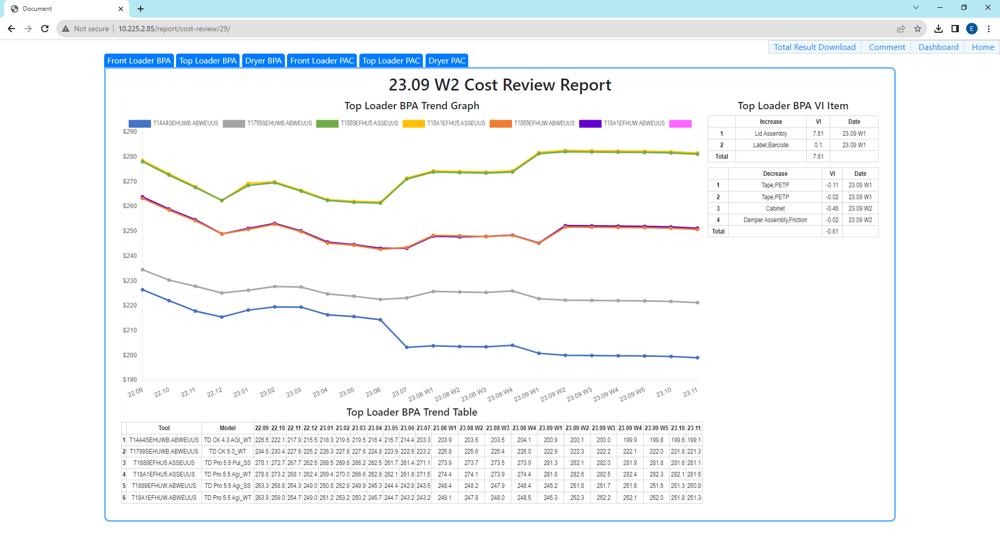 Document
Not secure 10.225.2.85/report/cost-review/29/
E
Total Result Download Comment Dashboard Home
Front Loader BPA Top Loader BPA Dryer BPA Front Loader PAC Top Loader PAC Dryer PAC
23.09 W2 Cost Review Report
Top Loader BPA Trend Graph
T14A4SEHUWB.ABWEUUS T1799SEHUWB.ABWEUUS T1889EFHU5.ASSEUUS T18A1EFHU5.ASSEUUS T1889EFHUW.ABWEUUS T18A1EFHUW.ABWEUUS
$290
$280
$270
$260
$250
$240
$230
$220
$210
$200
$190
22.09 22.10 22.11 22.12 23.01 23.02 23.03 23.04 23.05 23.06 23.07 23.08 W1 23.08 W2 23.08 W3 23.08 W4 23.09 W1 23.09 W2 23.09 W3 23.09 W4 23.09 W5 23.10 23.11
Top Loader BPA VI Item
Increase VI Date
1 Lid Assembly 7.51 23.09 W1
2 Label,Barcode 0.1 23.09 W1
Total 7.61
Decrease VI Date
1 Tape,PETP -0.11 23.09 W1
2 Tape,PETP -0.02 23.09 W1
3 Cabinet -0.46 23.09 W2
4 Damper Assembly,Friction -0.02 23.09 W2
Total -0.61
Top Loader BPA Trend Table
Tool Model 22.09 22.10 22.11 22.12 23.01 23.02 23.03 23.04 23.05 23.06 23.07 23.08 W1 23.08 W2 23.08 W3 23.08 W4 23.09 W1 23.09 W2 23.09 W3 23.09 W4 23.09 W5 23.10 23.11
1 T14A4SEHUWB.ABWEUUS TD CK 4.3 AGI_WT 226.5 222.1 217.9 215.5 218.3 219.6 219.5 216.4 215.7 214.4 203.3 203.9 203.6 203.5 204.1 200.9 200.1 200.0 199.9 199.8 199.6 199.1
2 T1799SEHUWB.ABWEUUS TD CK 5.0_WT 234.6 230.4 227.9 225.2 226.3 227.8 227.6 224.8 223.9 222.6 223.2 225.8 225.6 225.4 226.0 222.9 222.3 222.2 222.1 222.0 221.8 221.3
3 T1889EFHU5.ASSEUUS TD Pro 5.5 Pul_SS 278.1 272.7 267.7 262.5 268.5 269.6 266.2 262.5 261.7 261.4 271.1 273.9 273.7 273.5 273.9 281.3 282.1 282.0 281.9 281.8 281.6 281.1
4 T18A1EFHU5.ASSEUUS TD Pro 5.5 Agi_WT 278.6 273.2 268.1 262.4 269.4 270.0 266.6 262.8 262.1 261.8 271.5 274.4 274.1 273.9 274.4 281.8 282.6 282.5 282.4 282.3 282.1 281.6
5 T1889EFHUW.ABWEUUS TD Pro 5.5 Agi_SS 263.3 258.6 254.3 249.0 250.8 252.9 249.9 245.3 244.4 242.8 243.5 248.4 248.2 247.9 248.4 245.2 251.8 251.7 251.6 251.5 251.3 250.8
6 T18A1EFHUW.ABWEUUS TD Pro 5.5 Agi_WT 263.9 259.0 254.7 249.0 251.2 253.2 250.2 245.7 244.7 243.2 243.2 248.1 247.8 248.0 248.5 245.3 252.3 252.2 252.1 252.0 251.8 251.3